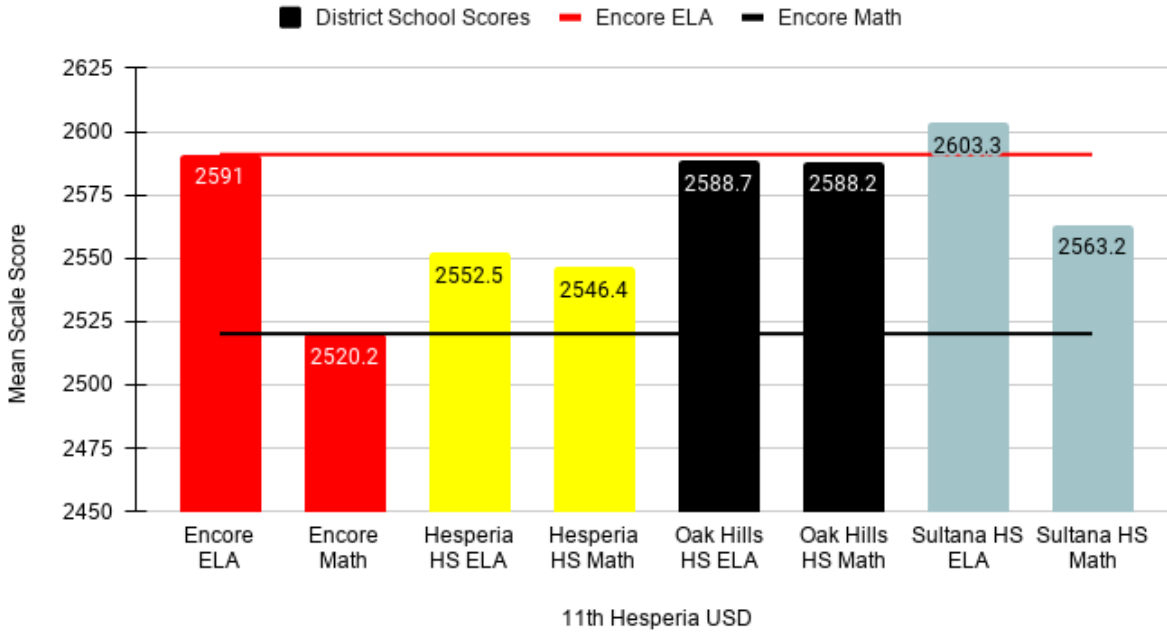 District School Scores Encore ELA Encore Math
2625
2600
2575
2550
2525
2500
2475
2450
Mean Scale Score
2591
2520.2
2552.5
2546.4
2588.7
2588.2
2603.3
2563.2
Encore ELA
Encore Math
Hesperia HS ELA
Hesperia HS Math
Oak Hills HS ELA
Oak Hills HS Math
Sultana HS ELA
Sultana HS Math
11th Hesperia USD